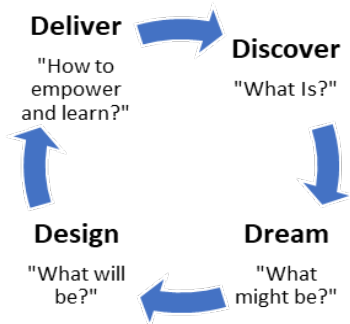 Deliver
"How to
empower
and learn?"
Discover
"What Is?"
Design
"What will
be?"
Dream
"What
might be?"